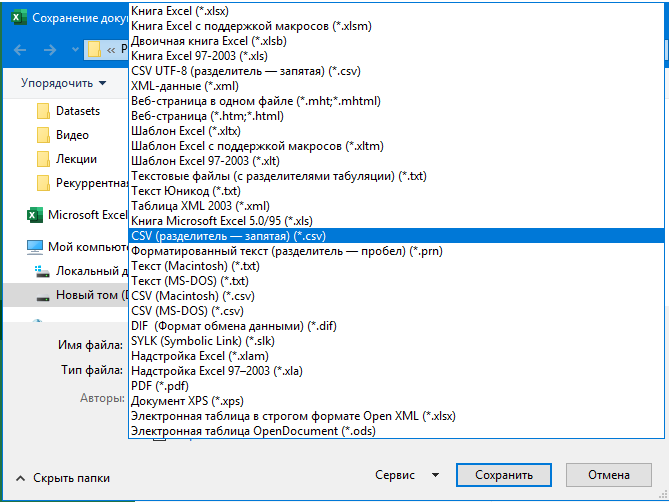 Сохранение доку
Книга Excel (*.xlsx)
Книга Excel с поддержкой макросов (*.xlsm)
Двоичная книга Excel (*.xlsb)
Книга Excel 97-2003 (*.xls)
CSV UTF-8 (разделитель — запятая) (*.csv)
XML-данные (*.xml)
Веб-страница в одном файле (*.mht;*.mhtml)
Веб-страница (*.htm;*.html)
Шаблон Excel (*.xltx)
Шаблон Excel с поддержкой макросов (*.xltm)
Шаблон Excel 97-2003 (*.xlt)
Текстовые файлы (с разделителями табуляции) (*.txt)
Текст Юникод (*.txt)
Таблица XML 2003 (*.xml)
Книга Microsoft Excel 5.0/95 (*.xls)
CSV (разделитель — запятая) (*.csv)
Форматированный текст (разделитель — пробел) (*.prn)
Текст (Macintosh) (*.txt)
Текст (MS-DOS) (*.txt)
CSV (Macintosh) (*.csv)
CSV (MS-DOS) (*.csv)
DIF (Формат обмена данными) (*.dif)
SYLK (Symbolic Link) (*.slk)
Надстройка Excel (*.xlam)
Надстройка Excel 97–2003 (*.xla)
PDF (*.pdf)
Документ XPS (*.xps)
Электронная таблица в строгом формате Open XML (*.xlsx)
Электронная таблица OpenDocument (*.ods)
« Р
Упорядочить
Datasets
Видео
Лекции
Рекуррентная
Microsoft Excel
Мой компьюте
Локальный д
Новый том (D
Имя файла:
Тип файла:
Авторы:
Скрыть папки
Сервис
Сохранить
Отмена